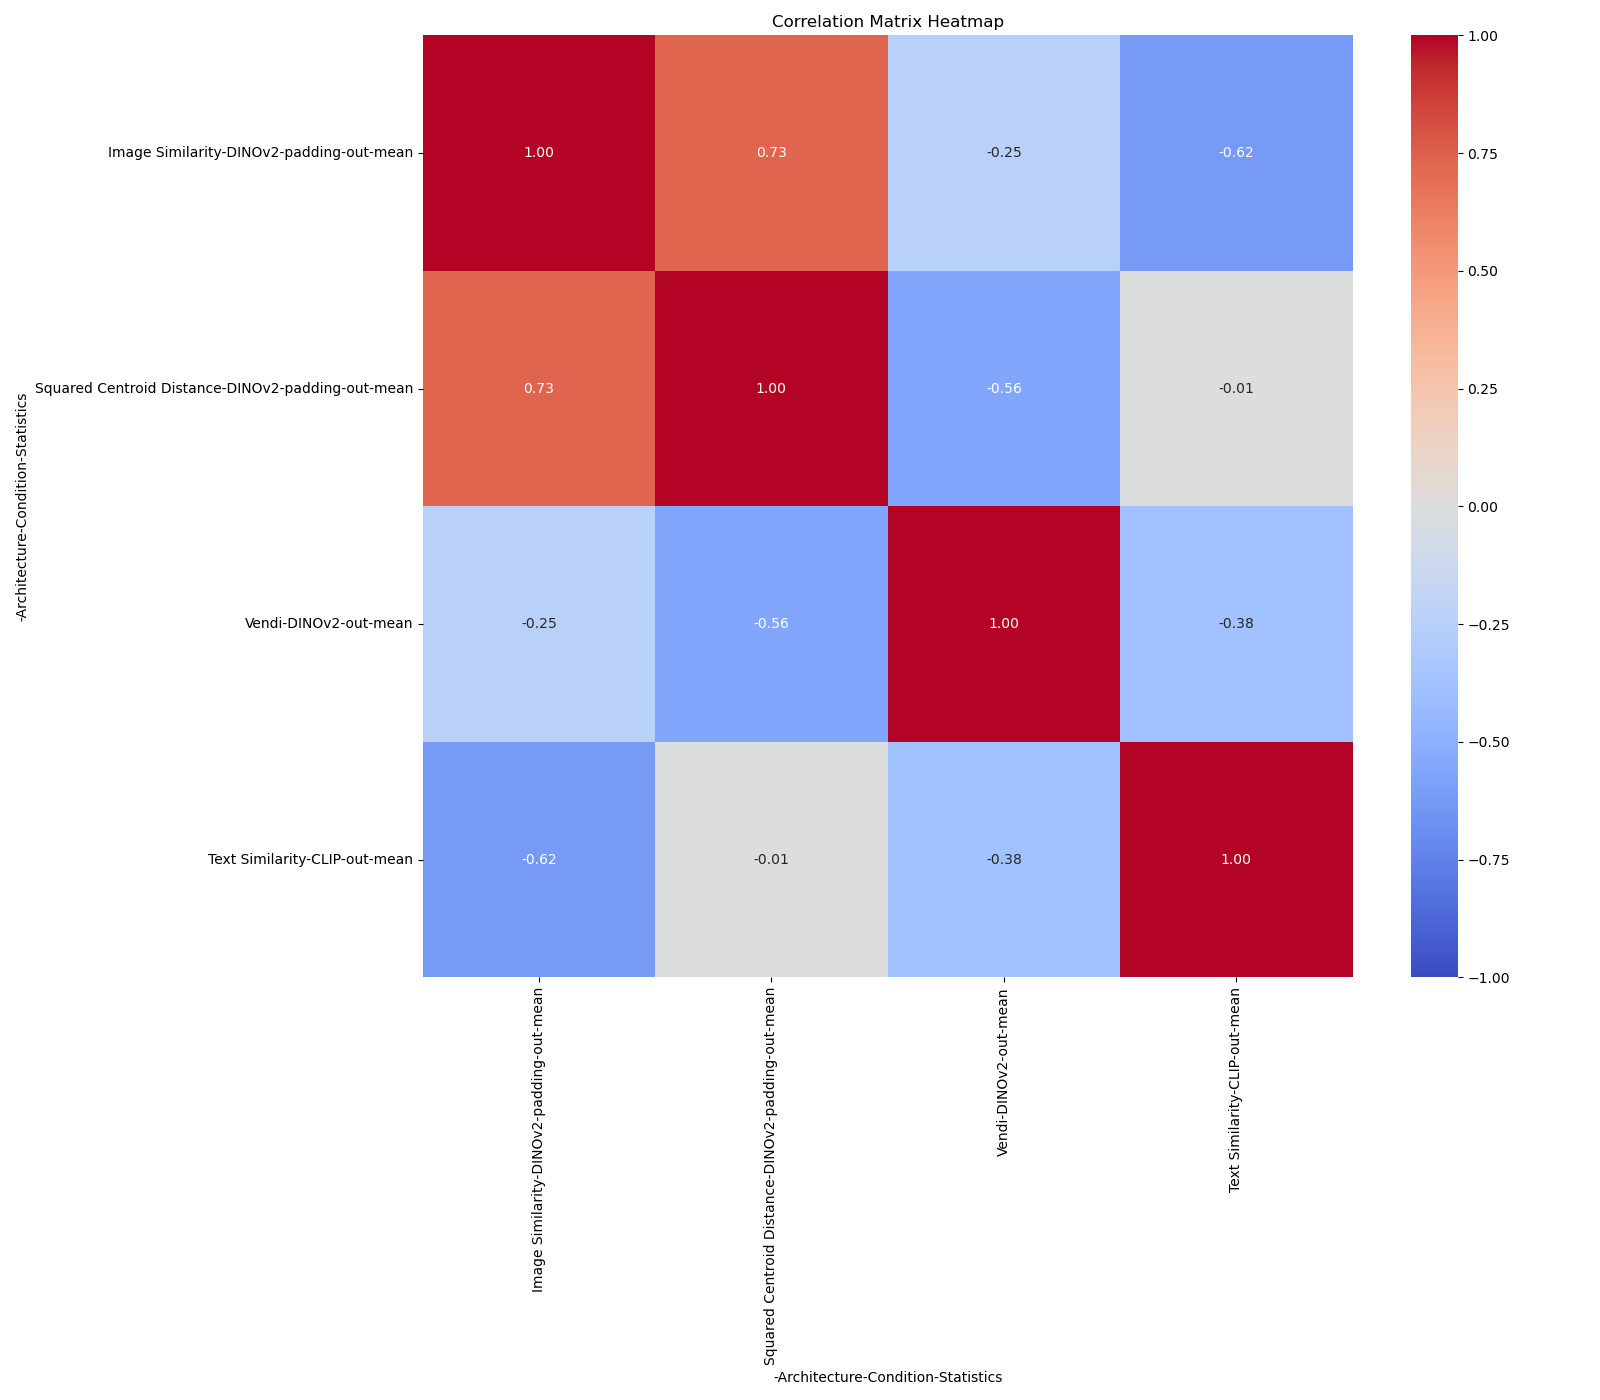 Correlation Matrix Heatmap
Image Similarity-DINOv2-padding-out-mean
1.00
0.73
-0.25
-0.62
Squared Centroid Distance-DINOv2-padding-out-mean
0.73
1.00
-0.56
-0.01
Vendi-DINOv2-out-mean
-0.25
-0.56
1.00
-0.38
Text Similarity-CLIP-out-mean
-0.62
-0.01
-0.38
1.00
-Architecture-Condition-Statistics
Image Similarity-DINOv2-padding-out-mean
Squared Centroid Distance-DINOv2-padding-out-mean
Vendi-DINOv2-out-mean
Text Similarity-CLIP-out-mean
-Architecture-Condition-Statistics
1.00
0.75
0.50
0.25
0.00
−0.25
−0.50
−0.75
−1.00